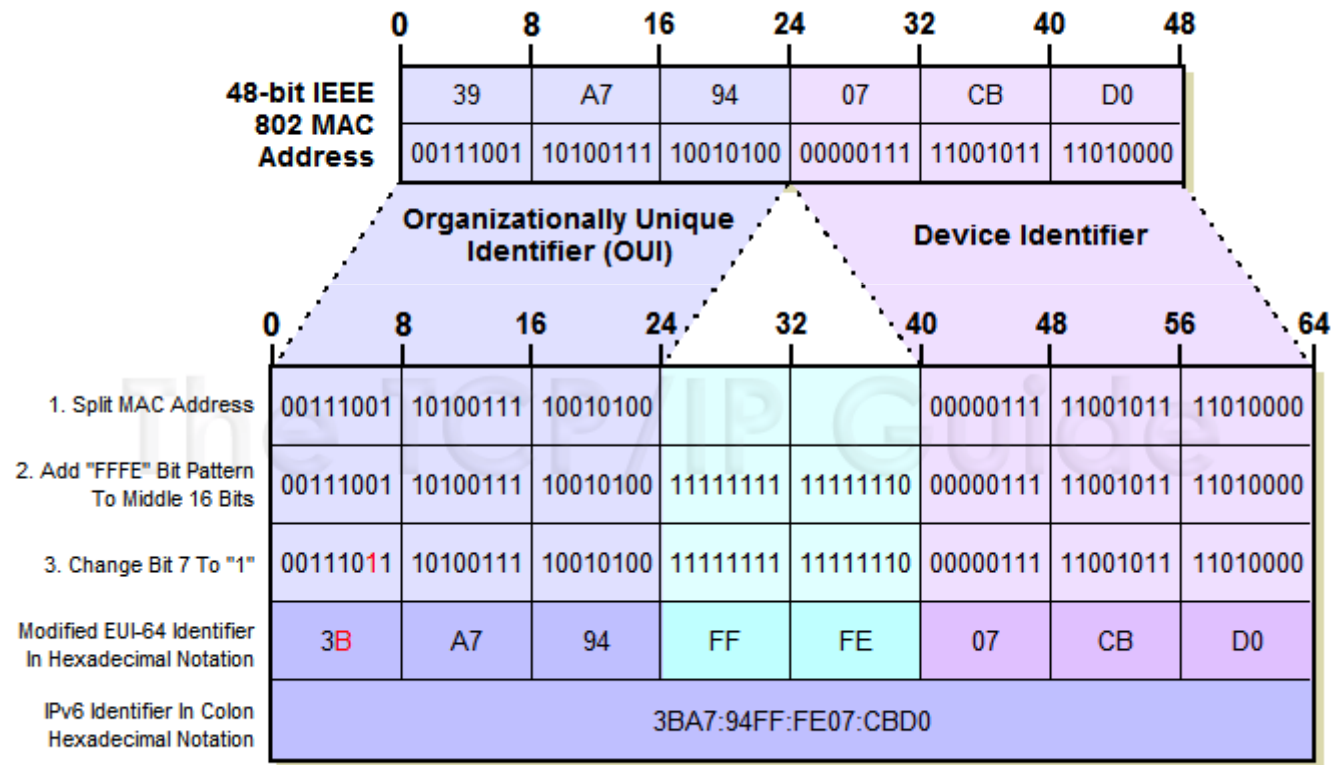 0 8 16 24 32 40 48
48-bit IEEE
802 MAC
Address
39 A7 94 07 CB D0
00111001 10100111 10010100 00000111 11001011 11010000
Organizationally Unique
Identifier (OUI)
Device Identifier
0 8 16 24 32 40 48 56 64
The TCP/IP Guide
1. Split MAC Address 00111001 10100111 10010100 00000111 11001011 11010000
2. Add "FFFE" Bit Pattern
To Middle 16 Bits
00111001 10100111 10010100 11111111 11111110 00000111 11001011 11010000
3. Change Bit 7 To "1" 00111011 10100111 10010100 11111111 11111110 00000111 11001011 11010000
Modified EUI-64 Identifier
In Hexadecimal Notation
3B A7 94 FF FE 07 CB D0
IPv6 Identifier In Colon
Hexadecimal Notation
3BA7:94FF:FE07:CBD0